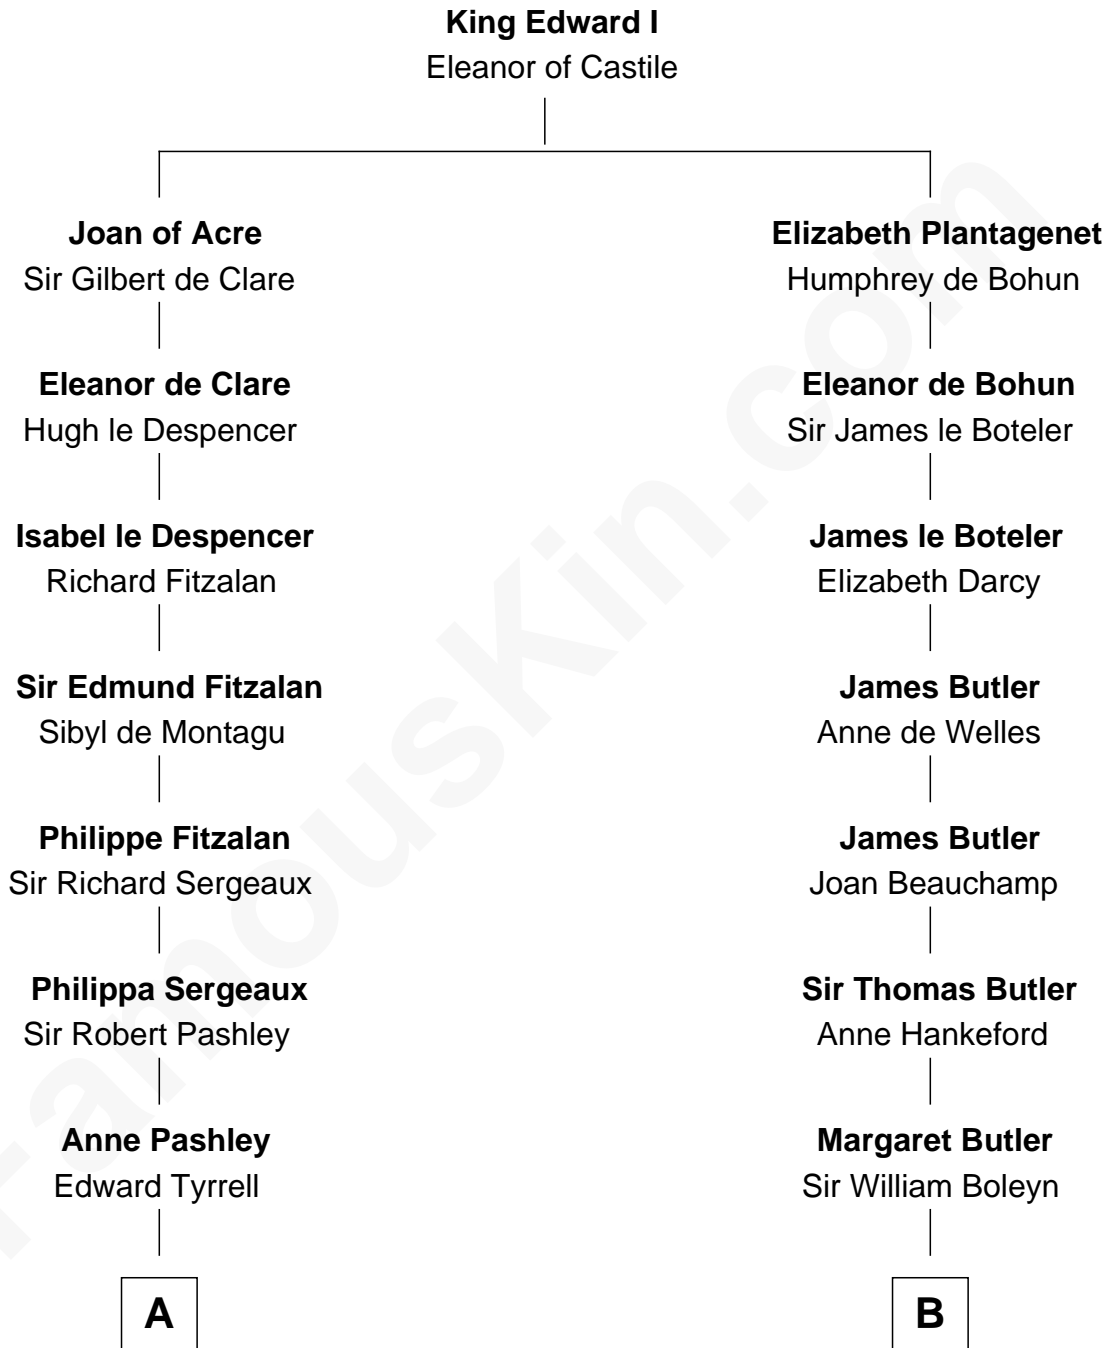 King Edward I
Eleanor of Castile
Joan of Acre
Sir Gilbert de Clare
Elizabeth Plantagenet
Humphrey de Bohun
Eleanor de Clare
Hugh le Despencer
Eleanor de Bohun
Sir James le Boteler
Isabel le Despencer
Richard Fitzalan
James le Boteler
Elizabeth Darcy
Sir Edmund Fitzalan
Sibyl de Montagu
James Butler
Anne de Welles
Philippe Fitzalan
Sir Richard Sergeaux
James Butler
Joan Beauchamp
Philippa Sergeaux
Sir Robert Pashley
Sir Thomas Butler
Anne Hankeford
Anne Pashley
Edward Tyrrell
Margaret Butler
Sir William Boleyn
A
B
FamousKin.com